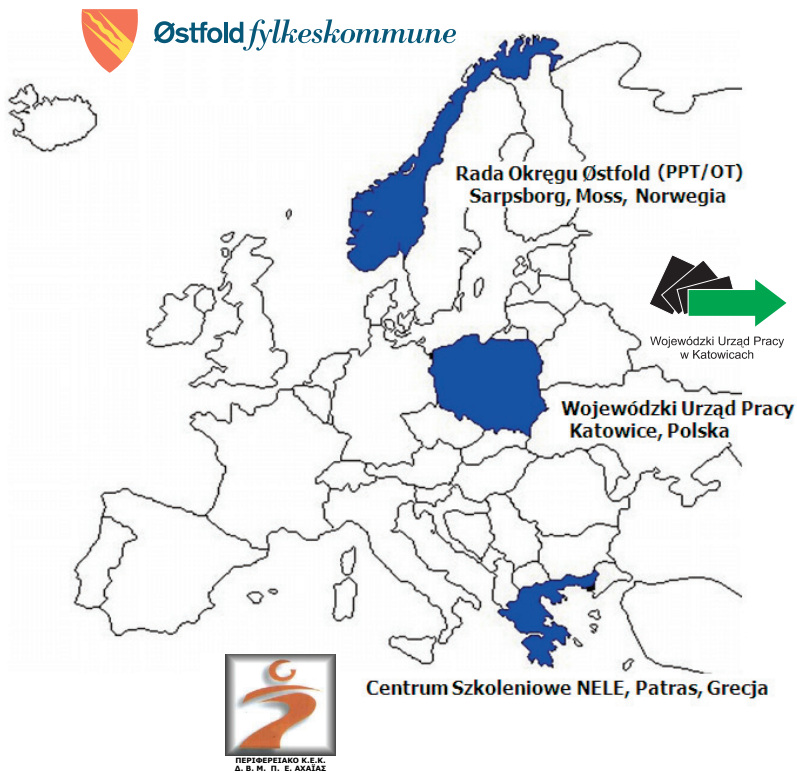 Østfold fylkeskommune
Rada Okręgu Østfold (PPT/OT)
Sarpsborg, Moss, Norwegia
Wojewódzki Urząd Pracy
w Katowicach
Wojewódzki Urząd Pracy
Katowice, Polska
Centrum Szkoleniowe NELE, Patras, Grecja
ΠΕΡΙΦΕΡΕΙΑΚΟ Κ.Ε.Κ.
Δ. Β. Μ. Π. Ε. ΑΧΑΪΑΣ